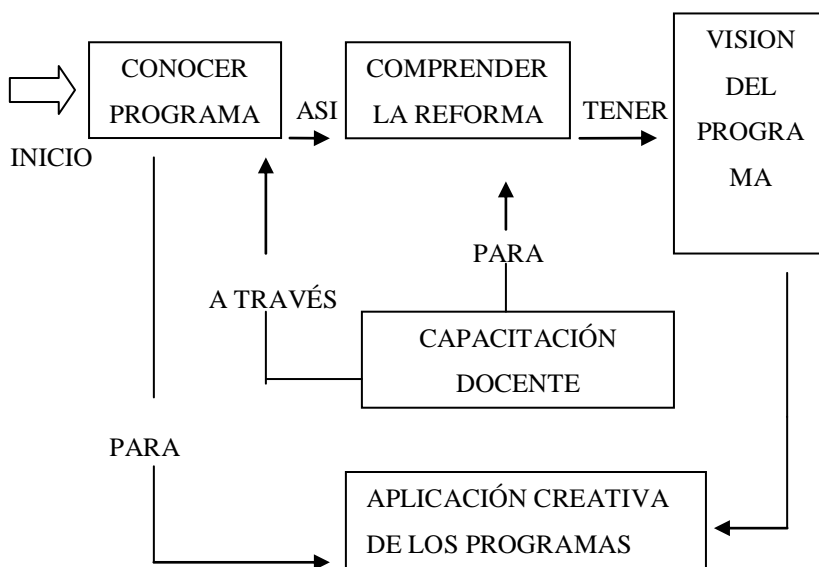 CONOCER
PROGRAMA
INICIO
ASI
COMPRENDER
LA REFORMA
TENER
VISION
DEL
PROGRA
MA
A TRAVÉS
PARA
CAPACITACIÓN
DOCENTE
PARA
APLICACIÓN CREATIVA
DE LOS PROGRAMAS